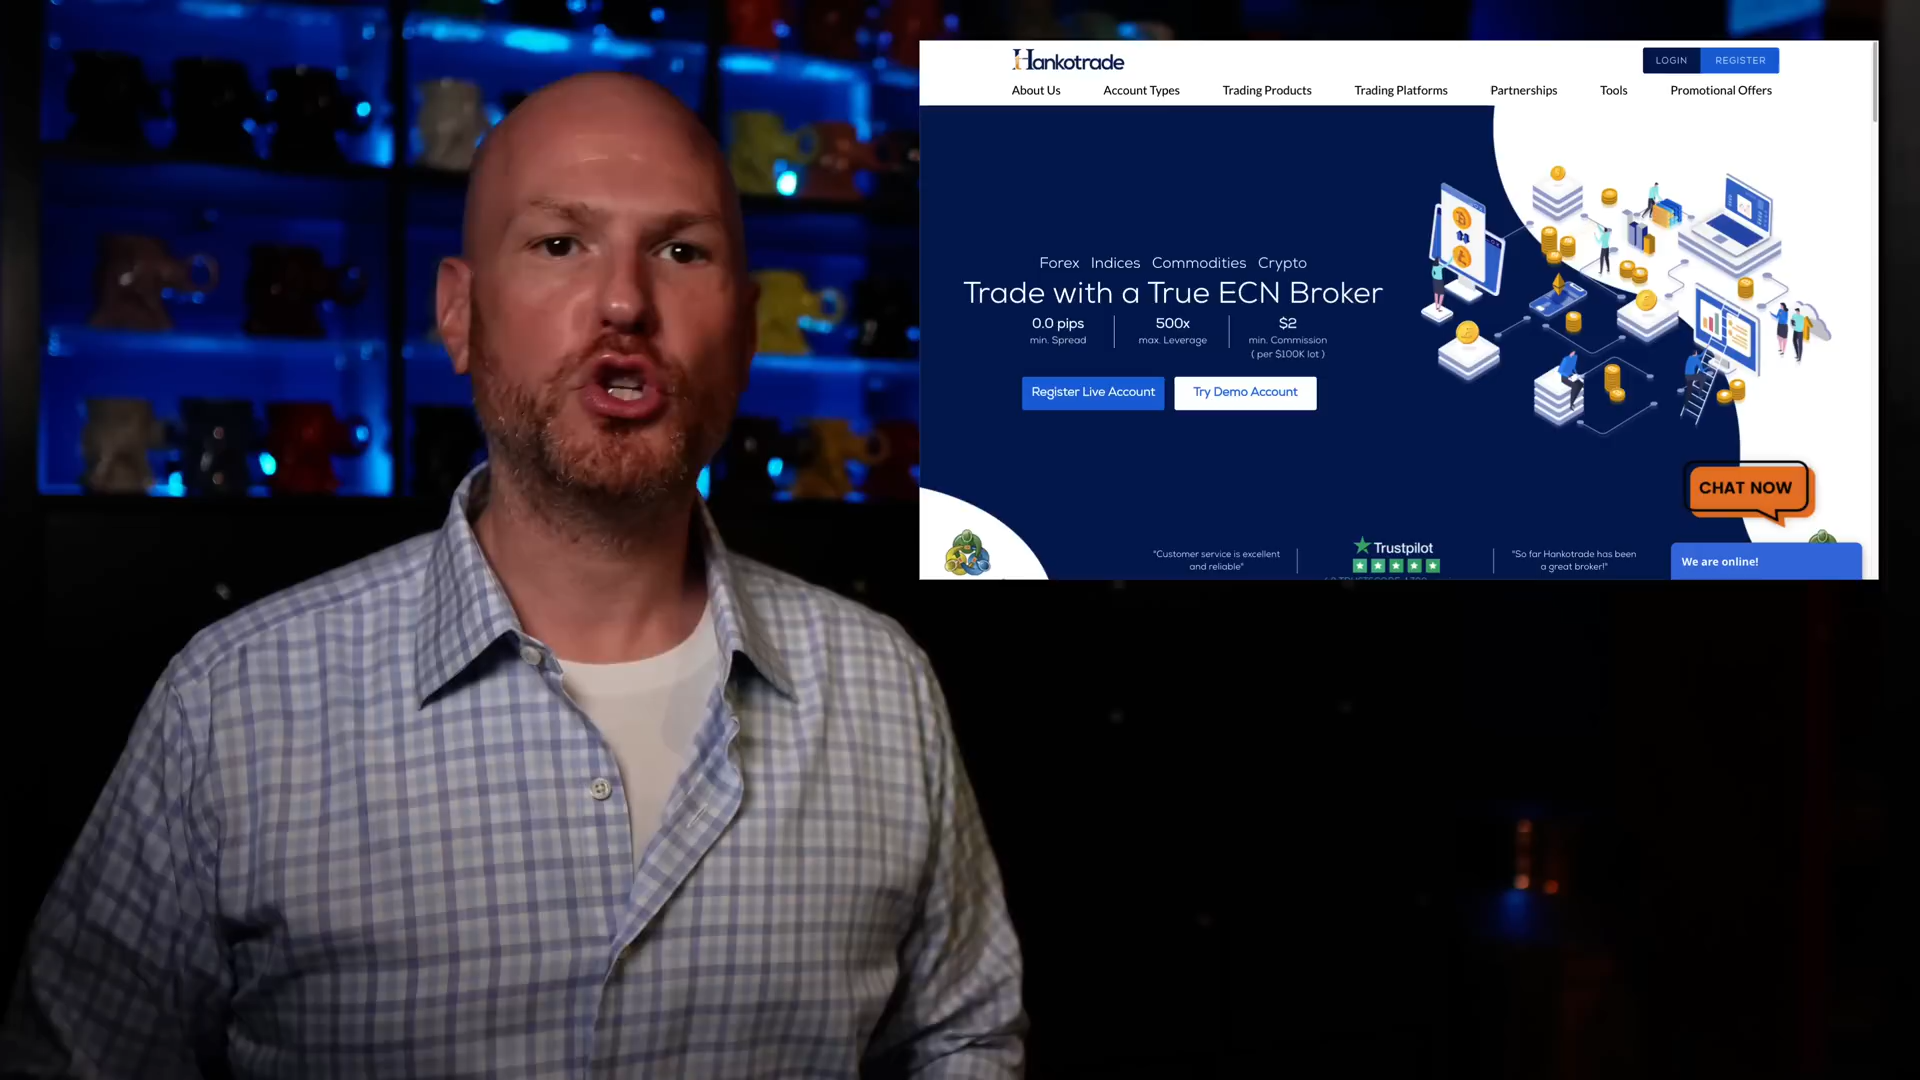 Hankotrade
LOGIN
REGISTER
About Us
Account Types
Trading Products
Trading Platforms
Partnerships
Tools
Promotional Offers
Forex Indices Commodities Crypto
Trade with a True ECN Broker
0.0 pips
min. Spread
500x
max. Leverage
$2
min. Commission
( per $100K lot )
Register Live Account
Try Demo Account
CHAT NOW
"Customer service is excellent
and reliable"
Trustpilot
"So far Hankotrade has been
a great broker!"
We are online!